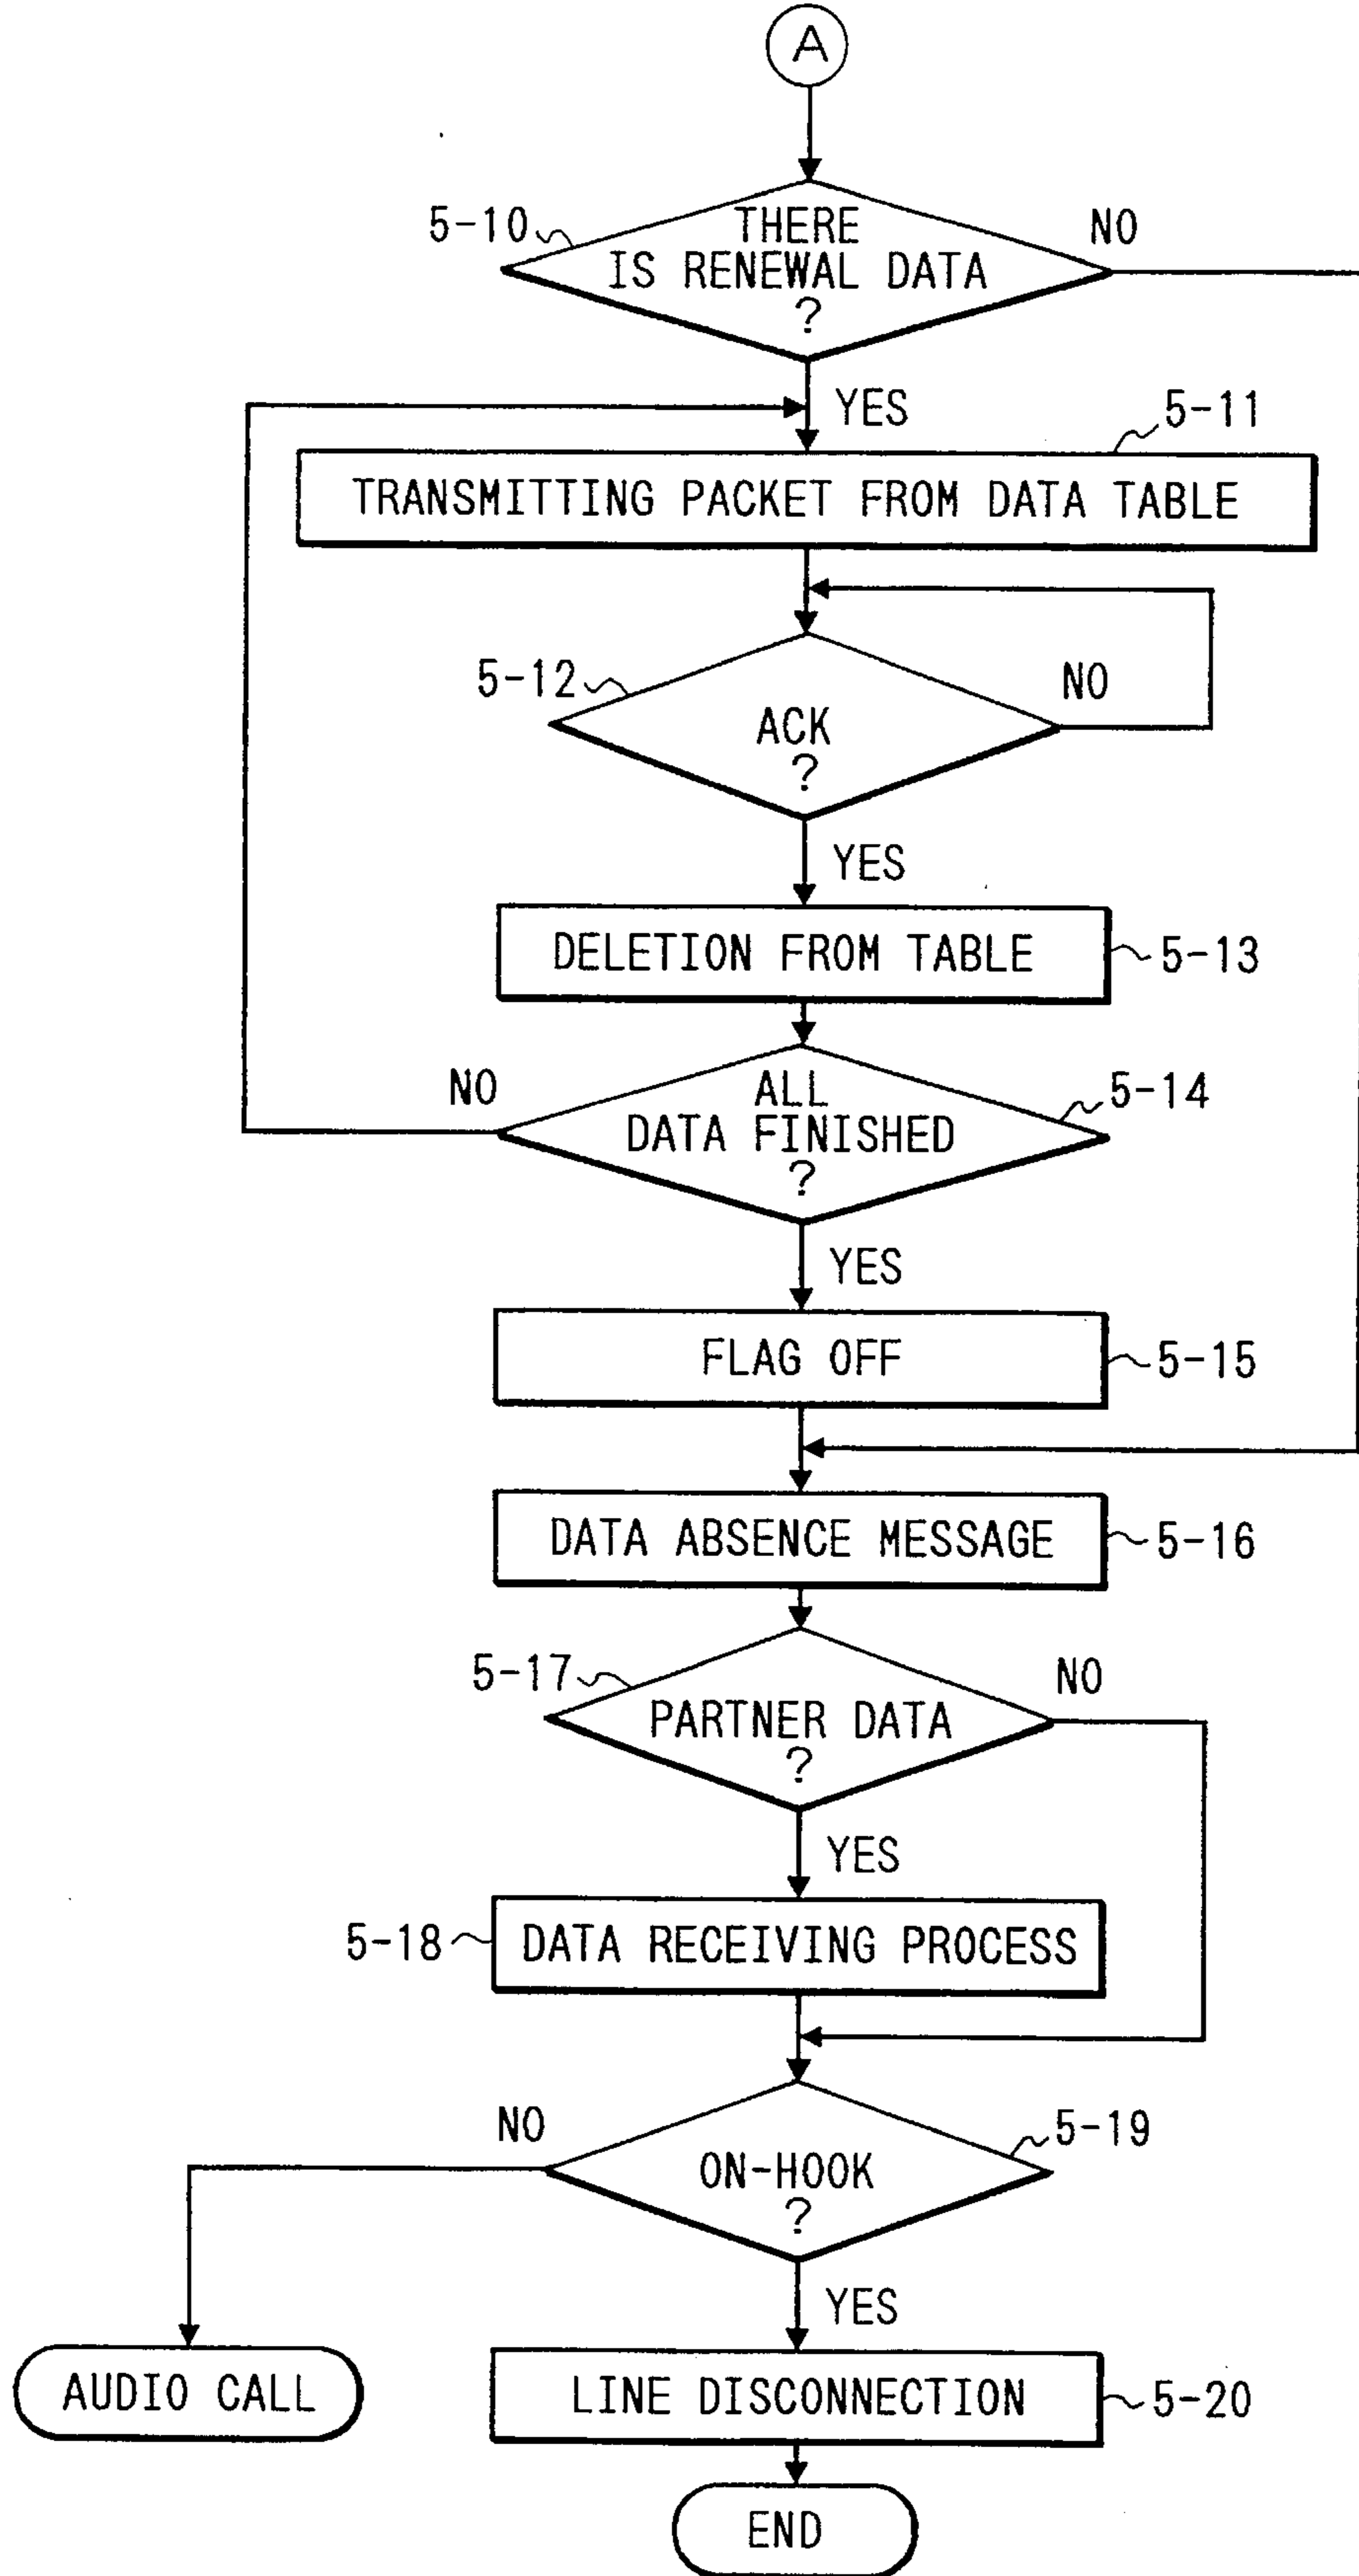 A
5-10
THERE
IS RENEWAL DATA
?
NO
YES
5-11
TRANSMITTING PACKET FROM DATA TABLE
5-12
ACK
?
NO
YES
DELETION FROM TABLE
5-13
NO
ALL
DATA FINISHED
?
5-14
YES
FLAG OFF
5-15
DATA ABSENCE MESSAGE
5-16
5-17
PARTNER DATA
?
NO
YES
5-18
DATA RECEIVING PROCESS
NO
ON-HOOK
?
5-19
YES
AUDIO CALL
LINE DISCONNECTION
5-20
END